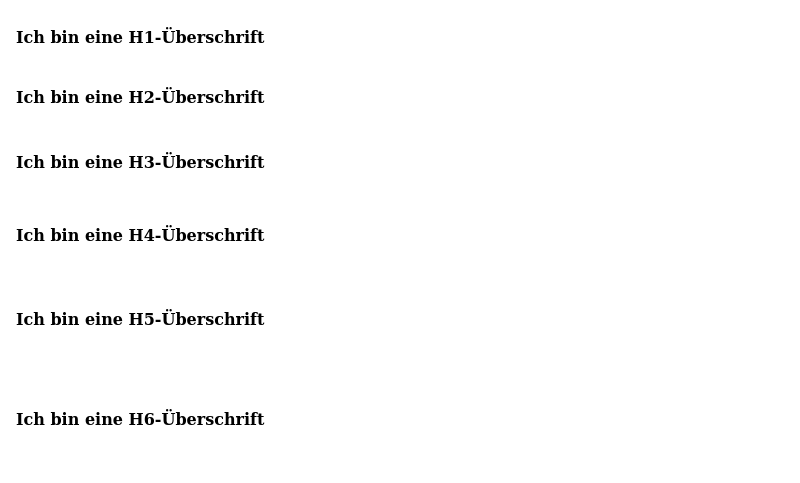 Ich bin eine H1-Überschrift
Ich bin eine H2-Überschrift
Ich bin eine H3-Überschrift
Ich bin eine H4-Überschrift
Ich bin eine H5-Überschrift
Ich bin eine H6-Überschrift